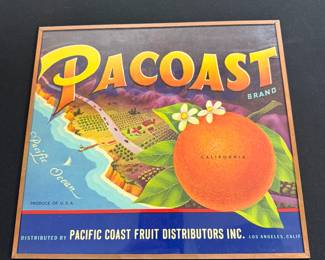 PACOAST
BRAND
CALIFORNIA
Pacific
Ocean
PRODUCE OF U.S.A.
DISTRIBUTED BY PACIFIC COAST FRUIT DISTRIBUTORS INC. LOS ANGELES, CALIF